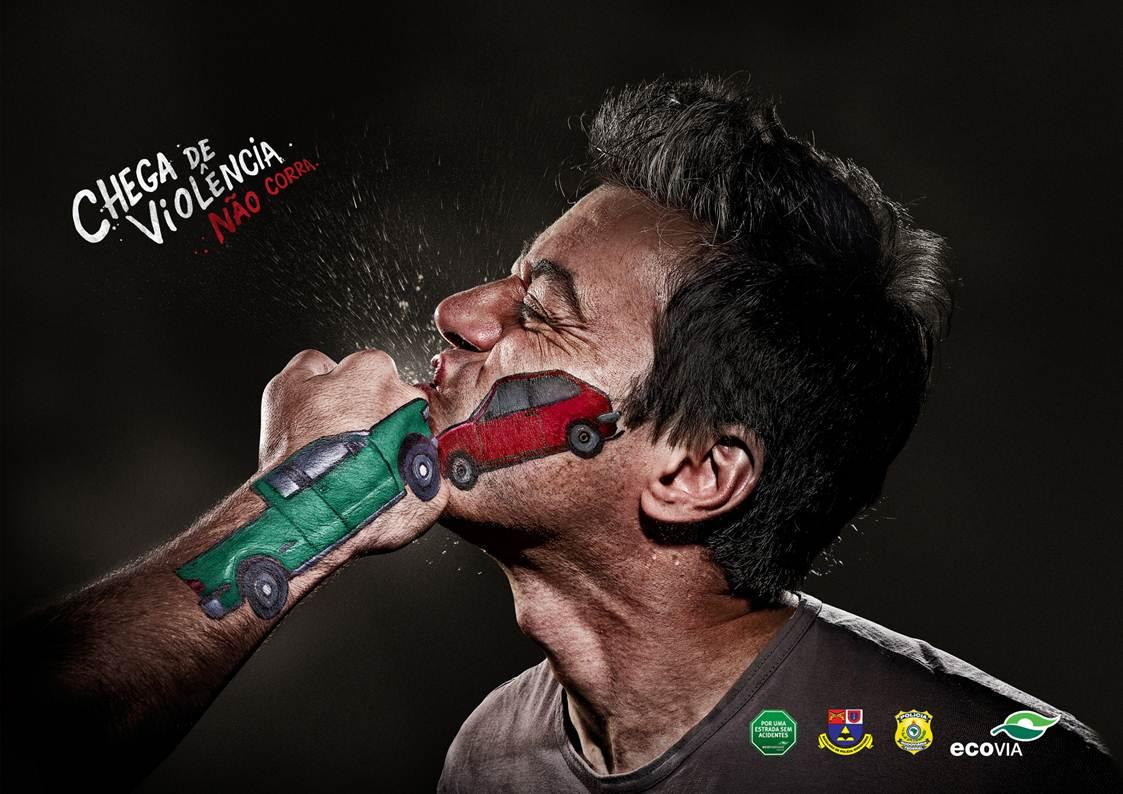 CHEGA DE
VIOLÊNCIA.
NÃO CORRA.
POR UMA
ESTRADA SEM
ACIDENTES
POLÍCIA
ecoVIA